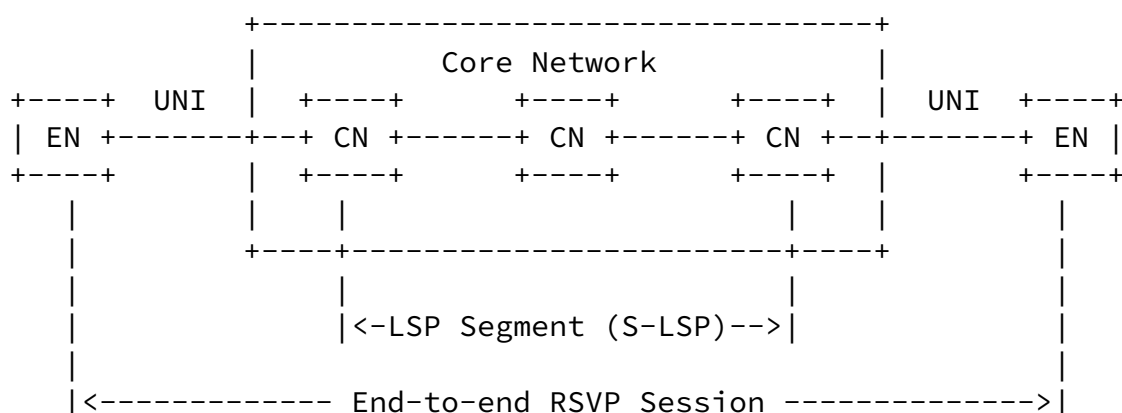 Core Network
UNI UNI
EN CN CN CN EN
<-LSP Segment (S-LSP)-->
<------------- End-to-end RSVP Session -------------->